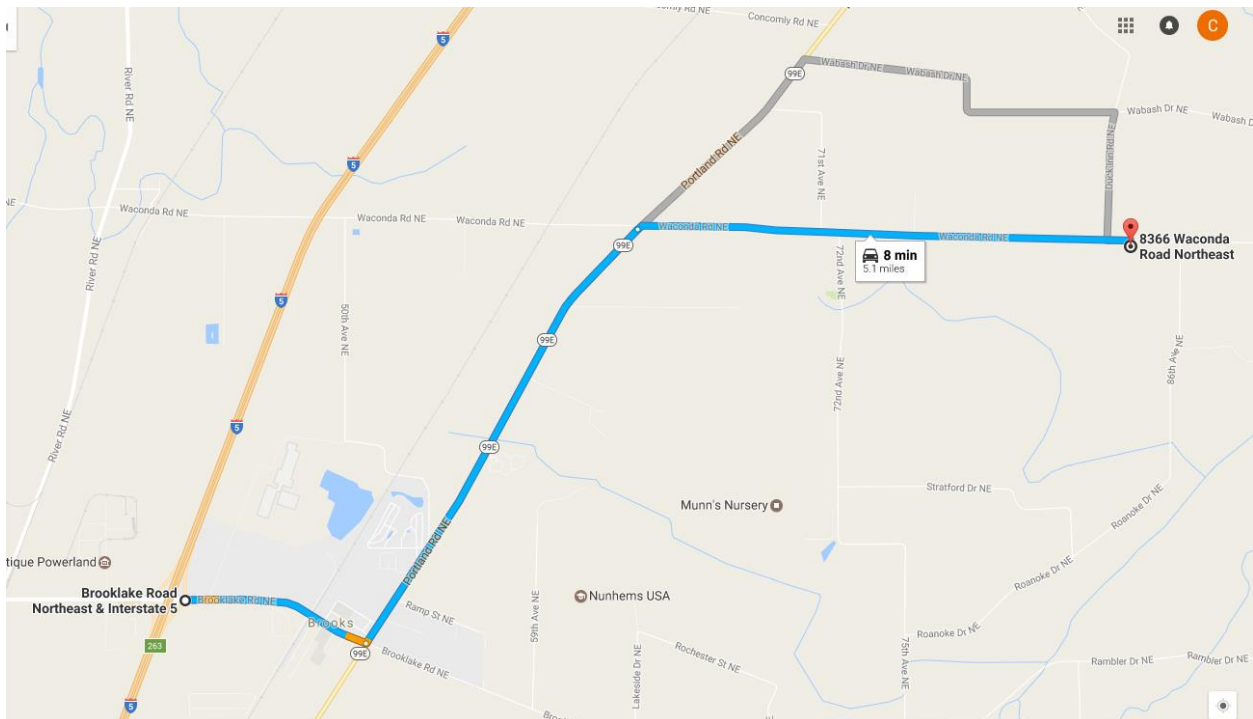 Concomly Rd NE
C
5
99E
Wabash Dr NE
Wabash Dr NE
River Rd NE
Wabash Dr NE
Wabash D
Portland Rd NE
71st Ave NE
Duckinn Rd NE
5
NE
Waconda Rd NE
Waconda Rd NE
Waconda Rd NE
Waconda Rd NE
Waconda Rd NE
99E
8366 Waconda
Road Northeast
8 min
5.1 miles
River Rd NE
72nd Ave NE
5
50th Ave NE
99E
86th Ave NE
72nd Ave NE
River Rd NE
5
99E
Stratford Dr NE
Munn's Nursery
Roanoke Dr NE
Portland Rd NE
tique Powerland
Roanoke Dr NE
Brooklake Road
Northeast & Interstate 5
Brooklake Rd NE
Nunhems USA
Ramp St NE
59th Ave NE
Brooks
Roanoke Dr NE
263
99E
Brooklake Rd NE
Lakeside Dr NE
Rochester St NE
75th Ave NE
Rambler Dr NE
Rambler Dr NE
5